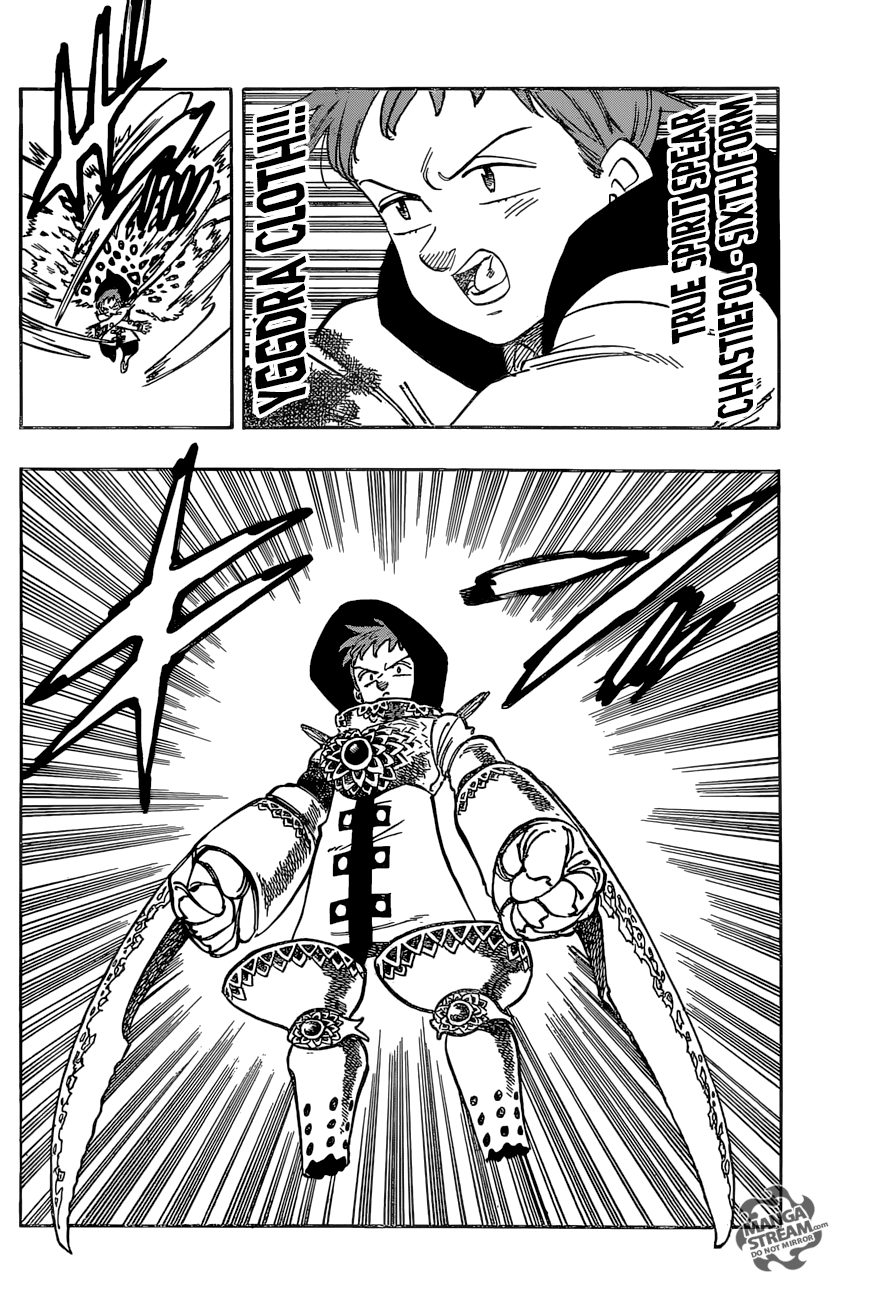 TRUE SPIRIT SPEAR
CHASTIEFOL - SIXTH FORM
YGGDRA CLOTH!!!
MANGA
STREAM.com
DO NOT MIRROR